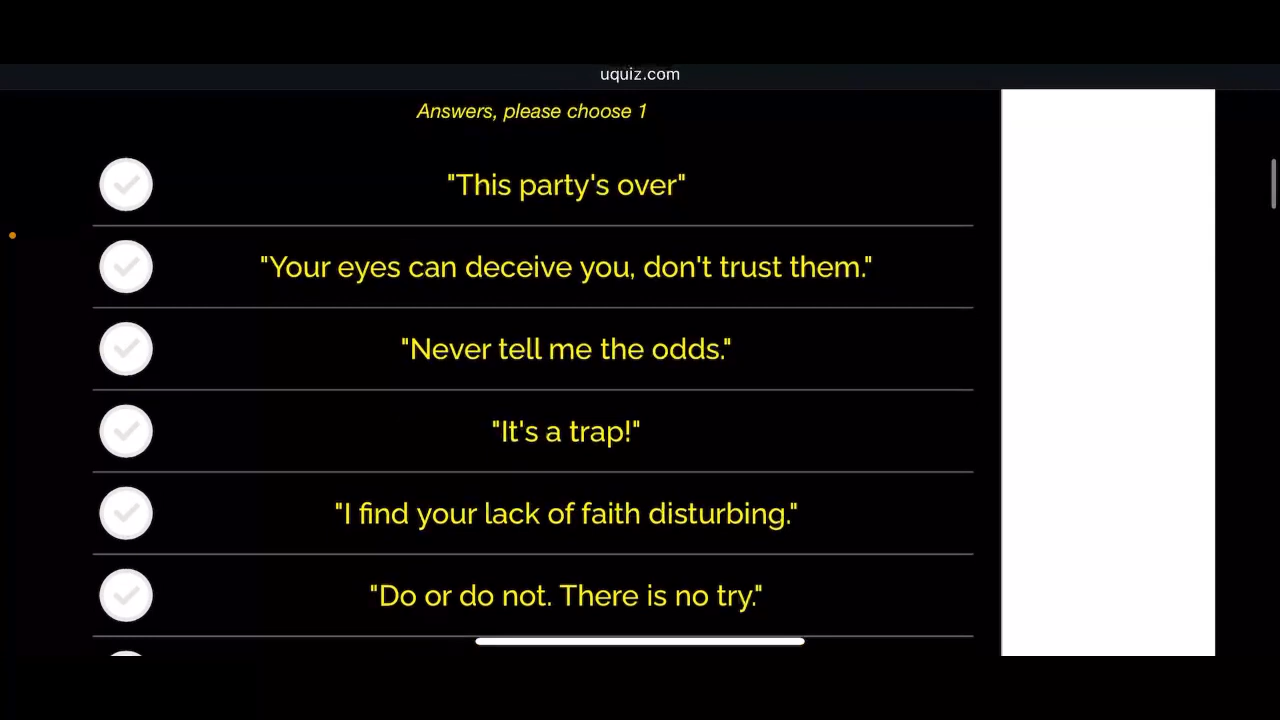 uquiz.com
Answers, please choose 1
"This party's over"
"Your eyes can deceive you, don't trust them."
"Never tell me the odds."
"It's a trap!"
"I find your lack of faith disturbing."
"Do or do not. There is no try."